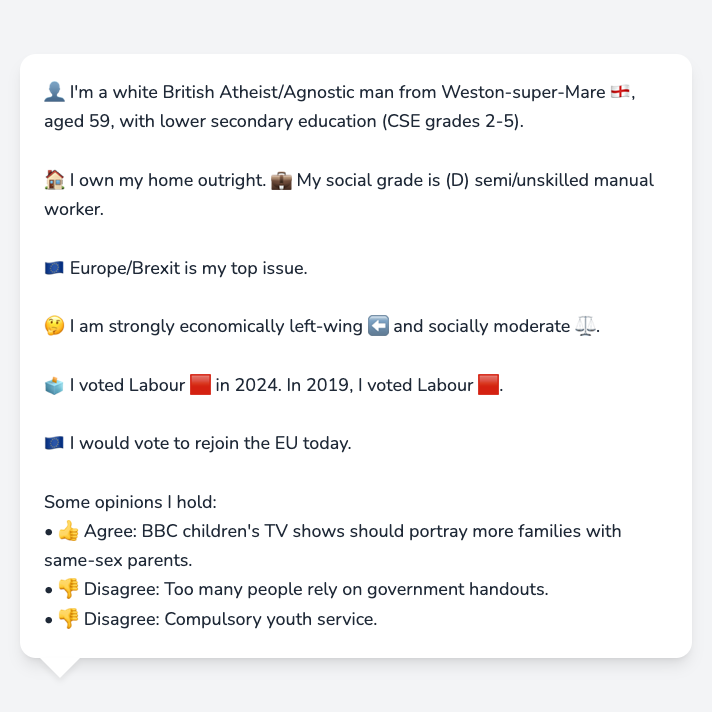 👤 I'm a white British Atheist/Agnostic man from Weston-super-Mare 🏴󠁧󠁢󠁥󠁮󠁧󠁿,
aged 59, with lower secondary education (CSE grades 2-5).
🏠 I own my home outright. 💼 My social grade is (D) semi/unskilled manual
worker.
🇪🇺 Europe/Brexit is my top issue.
🤔 I am strongly economically left-wing ⬅️ and socially moderate ⚖️.
🗳️ I voted Labour 🟥 in 2024. In 2019, I voted Labour 🟥.
🇪🇺 I would vote to rejoin the EU today.
Some opinions I hold:
• 👍 Agree: BBC children's TV shows should portray more families with
same-sex parents.
• 👎 Disagree: Too many people rely on government handouts.
• 👎 Disagree: Compulsory youth service.